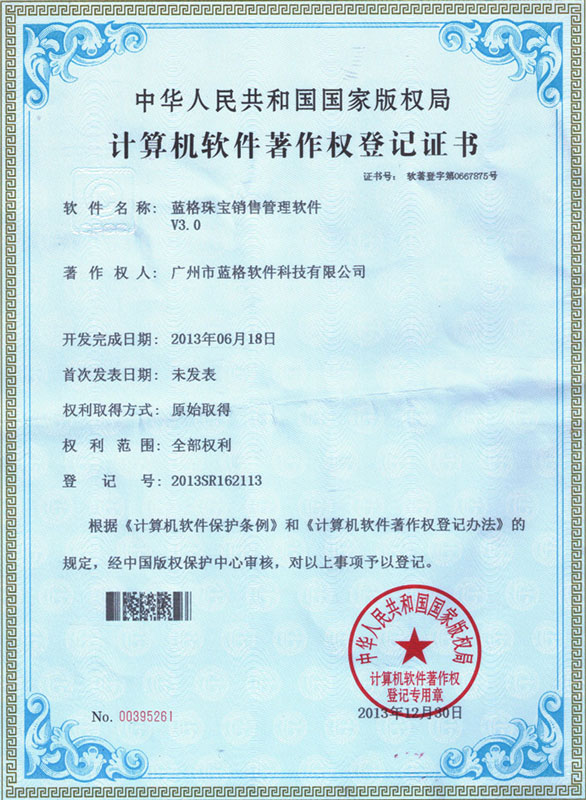 中华人民共和国国家版权局
计算机软件著作权登记证书
证书号： 软著登字第0667875号
软件名称： 蓝格珠宝销售管理软件
V3.0
著作权人： 广州市蓝格软件科技有限公司
开发完成日期： 2013年06月18日
首次发表日期： 未发表
权利取得方式： 原始取得
权利范围： 全部权利
登记号： 2013SR162113
根据《计算机软件保护条例》和《计算机软件著作权登记办法》的
规定，经中国版权保护中心审核，对以上事项予以登记。
中华人民共和国国家版权局
计算机软件著作权
登记专用章
No. 00395261
2013年12月30日